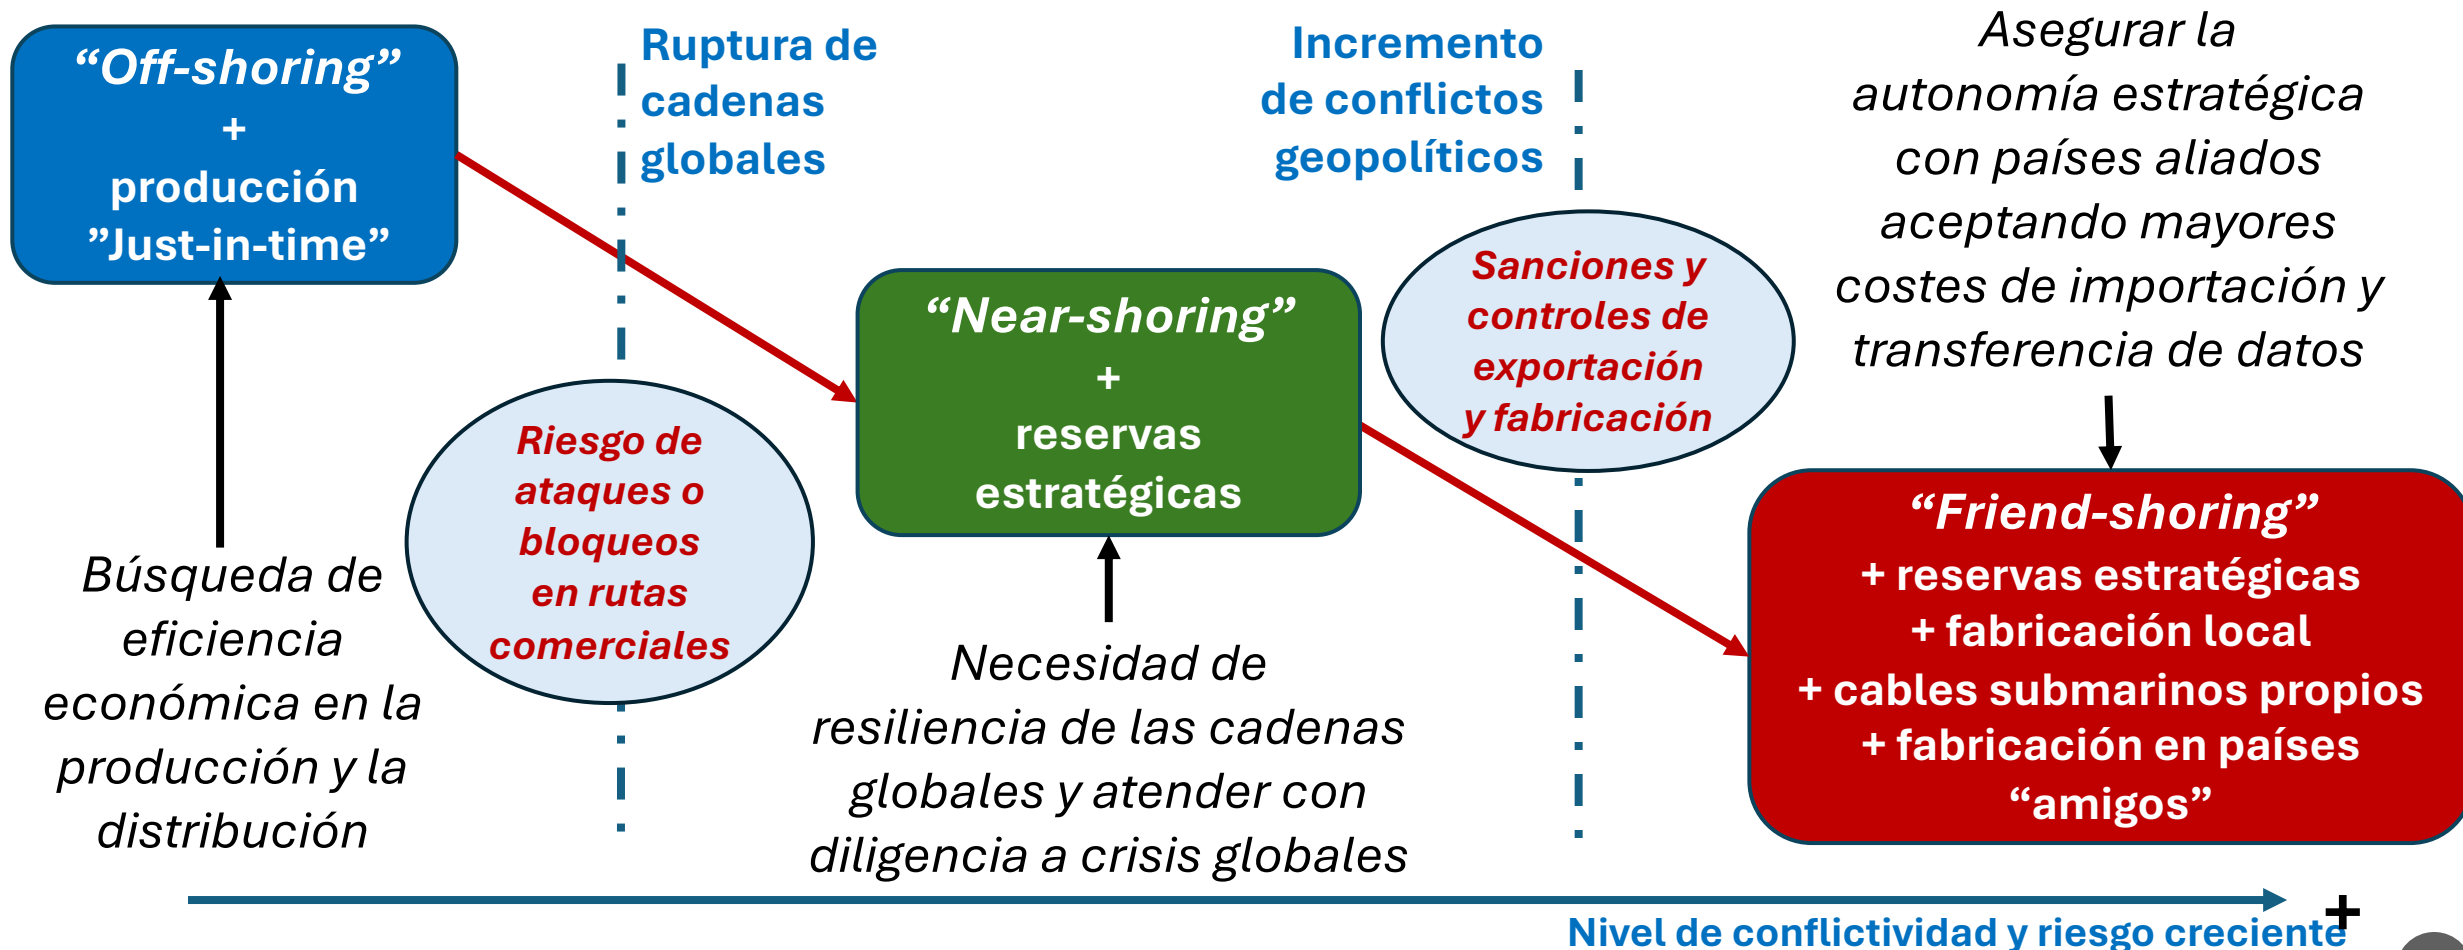 “Off-shoring”
+
producción
”Just-in-time”
Búsqueda de
eficiencia
económica en la
producción y la
distribución
Ruptura de
cadenas
globales
Riesgo de
ataques o
bloqueos
en rutas
comerciales
“Near-shoring”
+
reservas
estratégicas
Necesidad de
resiliencia de las cadenas
globales y atender con
diligencia a crisis globales
Incremento
de conflictos
geopolíticos
Sanciones y
controles de
exportación
y fabricación
Asegurar la
autonomía estratégica
con países aliados
aceptando mayores
costes de importación y
transferencia de datos
“Friend-shoring”
+ reservas estratégicas
+ fabricación local
+ cables submarinos propios
+ fabricación en países
“amigos”
+
Nivel de conflictividad y riesgo creciente